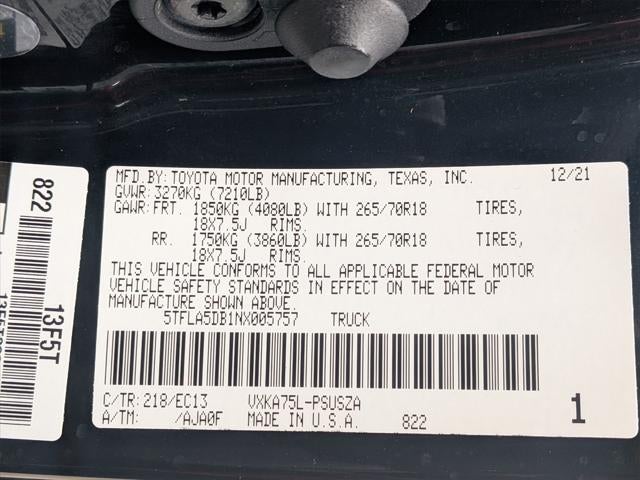 MFD.BY: TOYOTA MOTOR MANUFACTURING, TEXAS, INC. 12/21
GVWR: 3270KG (7210LB)
GAWR: FRT. 1850KG (4080LB) WITH 265/70R18 TIRES,
18X7.5J RIMS.
RR. 1750KG (3860LB) WITH 265/70R18 TIRES,
18X7.5J RIMS.
THIS VEHICLE CONFORMS TO ALL APPLICABLE FEDERAL MOTOR
VEHICLE SAFETY STANDARDS IN EFFECT ON THE DATE OF
MANUFACTURE SHOWN ABOVE.
5TFLA5DB1NX005757 TRUCK
C/TR: 218/EC13 VXKA75L-PSUSZA
A/TM: /AJA0F MADE IN U.S.A. 822 1
822
13F5T